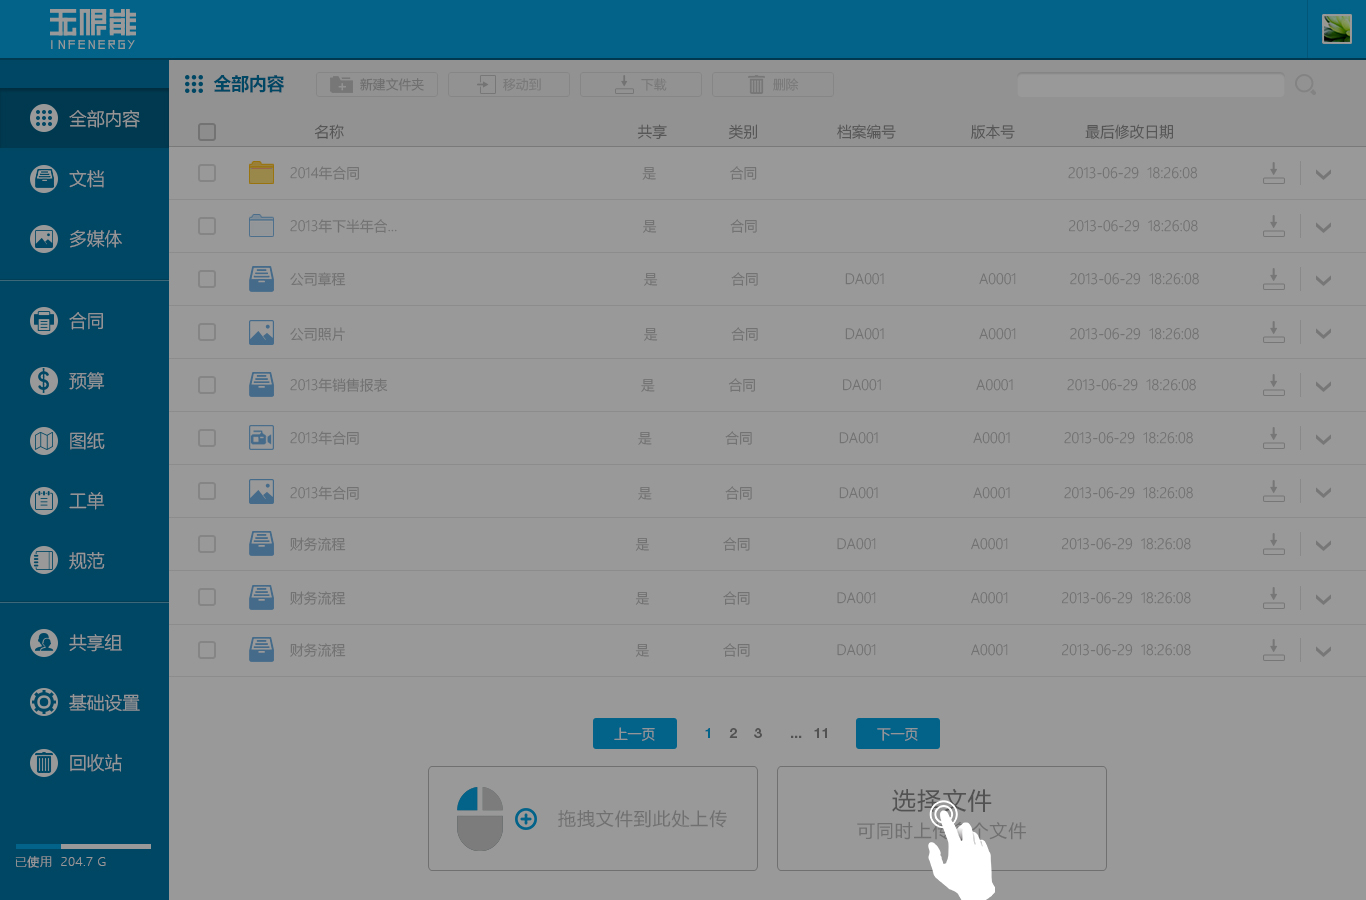 无限能
INFENERGY
全部内容
文档
多媒体
合同
预算
图纸
工单
规范
共享组
基础设置
回收站
已使用 204.7 G
全部内容 新建文件夹 移动到 下载 删除
名称 共享 类别 档案编号 版本号 最后修改日期
2014年合同 是 合同 2013-06-29 18:26:08
2013年下半年合... 是 合同 2013-06-29 18:26:08
公司章程 是 合同 DA001 A0001 2013-06-29 18:26:08
公司照片 是 合同 DA001 A0001 2013-06-29 18:26:08
2013年销售报表 是 合同 DA001 A0001 2013-06-29 18:26:08
2013年合同 是 合同 DA001 A0001 2013-06-29 18:26:08
2013年合同 是 合同 DA001 A0001 2013-06-29 18:26:08
财务流程 是 合同 DA001 A0001 2013-06-29 18:26:08
财务流程 是 合同 DA001 A0001 2013-06-29 18:26:08
财务流程 是 合同 DA001 A0001 2013-06-29 18:26:08
上一页 1 2 3 ... 11 下一页
拖拽文件到此处上传
选择文件
可同时上传 个文件